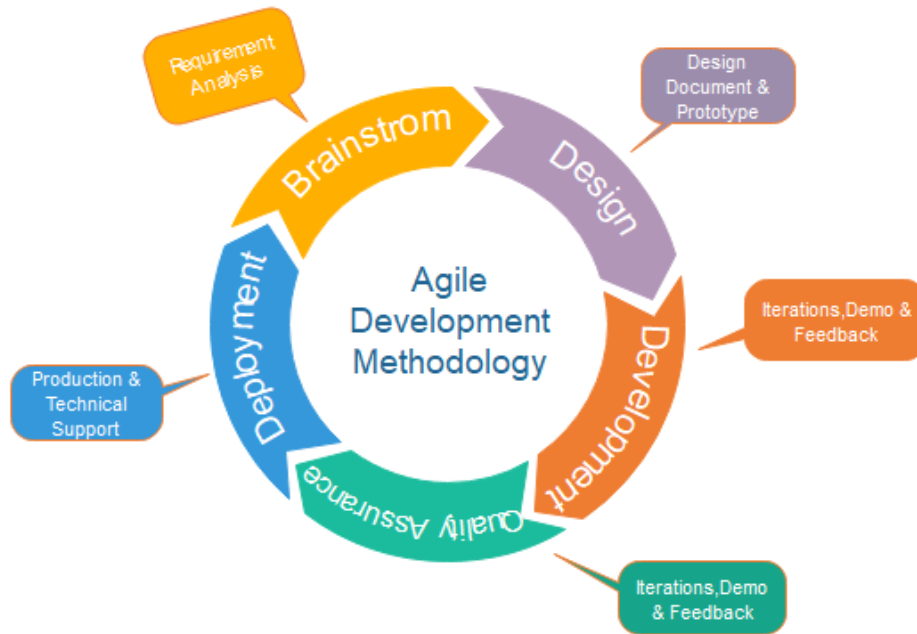 Requirement
Analysis
Brainstrom
Design
Document &
Prototype
Design
Agile
Development
Methodology
Iterations,Demo &
Feedback
Development
Production &
Technical
Support
Deployment
Quality Assurance
Iterations,Demo
& Feedback